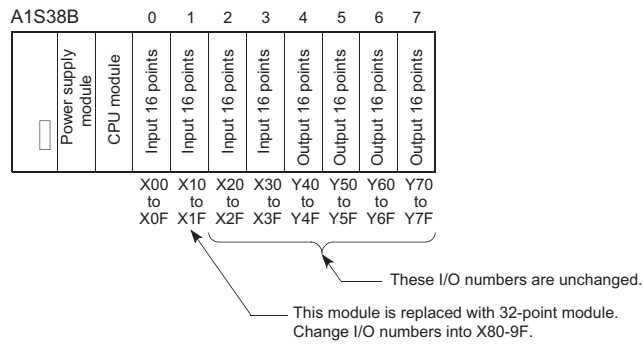 A1S38B 0 1 2 3 4 5 6 7
Power supply
module
CPU module
Input 16 points
Input 16 points
Input 16 points
Input 16 points
Output 16 points
Output 16 points
Output 16 points
Output 16 points
X00 X10 X20 X30 Y40 Y50 Y60 Y70
to to to to to to to to
X0F X1F X2F X3F Y4F Y5F Y6F Y7F
These I/O numbers are unchanged.
This module is replaced with 32-point module.
Change I/O numbers into X80-9F.